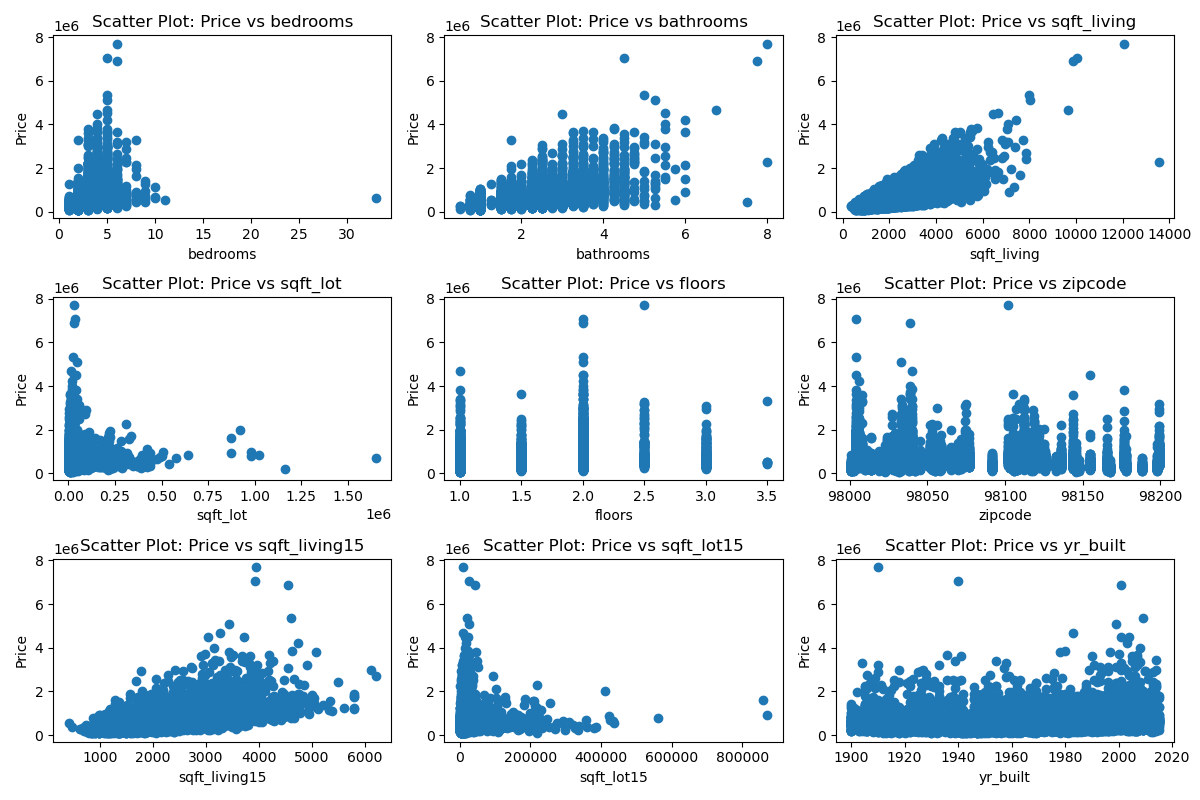 Scatter Plot: Price vs bedrooms
1e6
Price
8
6
4
2
0
0 5 10 15 20 25 30
bedrooms
Scatter Plot: Price vs bathrooms
1e6
Price
8
6
4
2
0
2 4 6 8
bathrooms
Scatter Plot: Price vs sqft_living
1e6
Price
8
6
4
2
0
0 2000 4000 6000 8000 10000 12000 14000
sqft_living
Scatter Plot: Price vs sqft_lot
1e6
Price
8
6
4
2
0
0.00 0.25 0.50 0.75 1.00 1.25 1.50
sqft_lot
1e6
Scatter Plot: Price vs floors
1e6
Price
8
6
4
2
0
1.0 1.5 2.0 2.5 3.0 3.5
floors
Scatter Plot: Price vs zipcode
1e6
Price
8
6
4
2
0
98000 98050 98100 98150 98200
zipcode
Scatter Plot: Price vs sqft_living15
1e6
Price
8
6
4
2
0
1000 2000 3000 4000 5000 6000
sqft_living15
Scatter Plot: Price vs sqft_lot15
1e6
Price
8
6
4
2
0
0 200000 400000 600000 800000
sqft_lot15
Scatter Plot: Price vs yr_built
1e6
Price
8
6
4
2
0
1900 1920 1940 1960 1980 2000 2020
yr_built